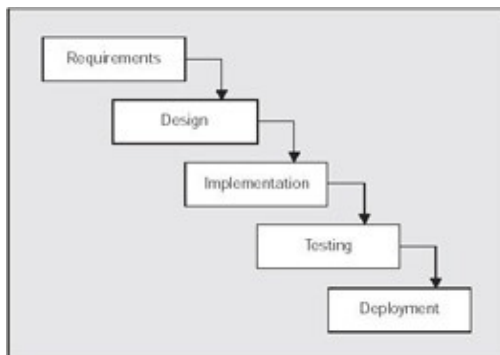 Requirements
Design
Implementation
Testing
Deployment